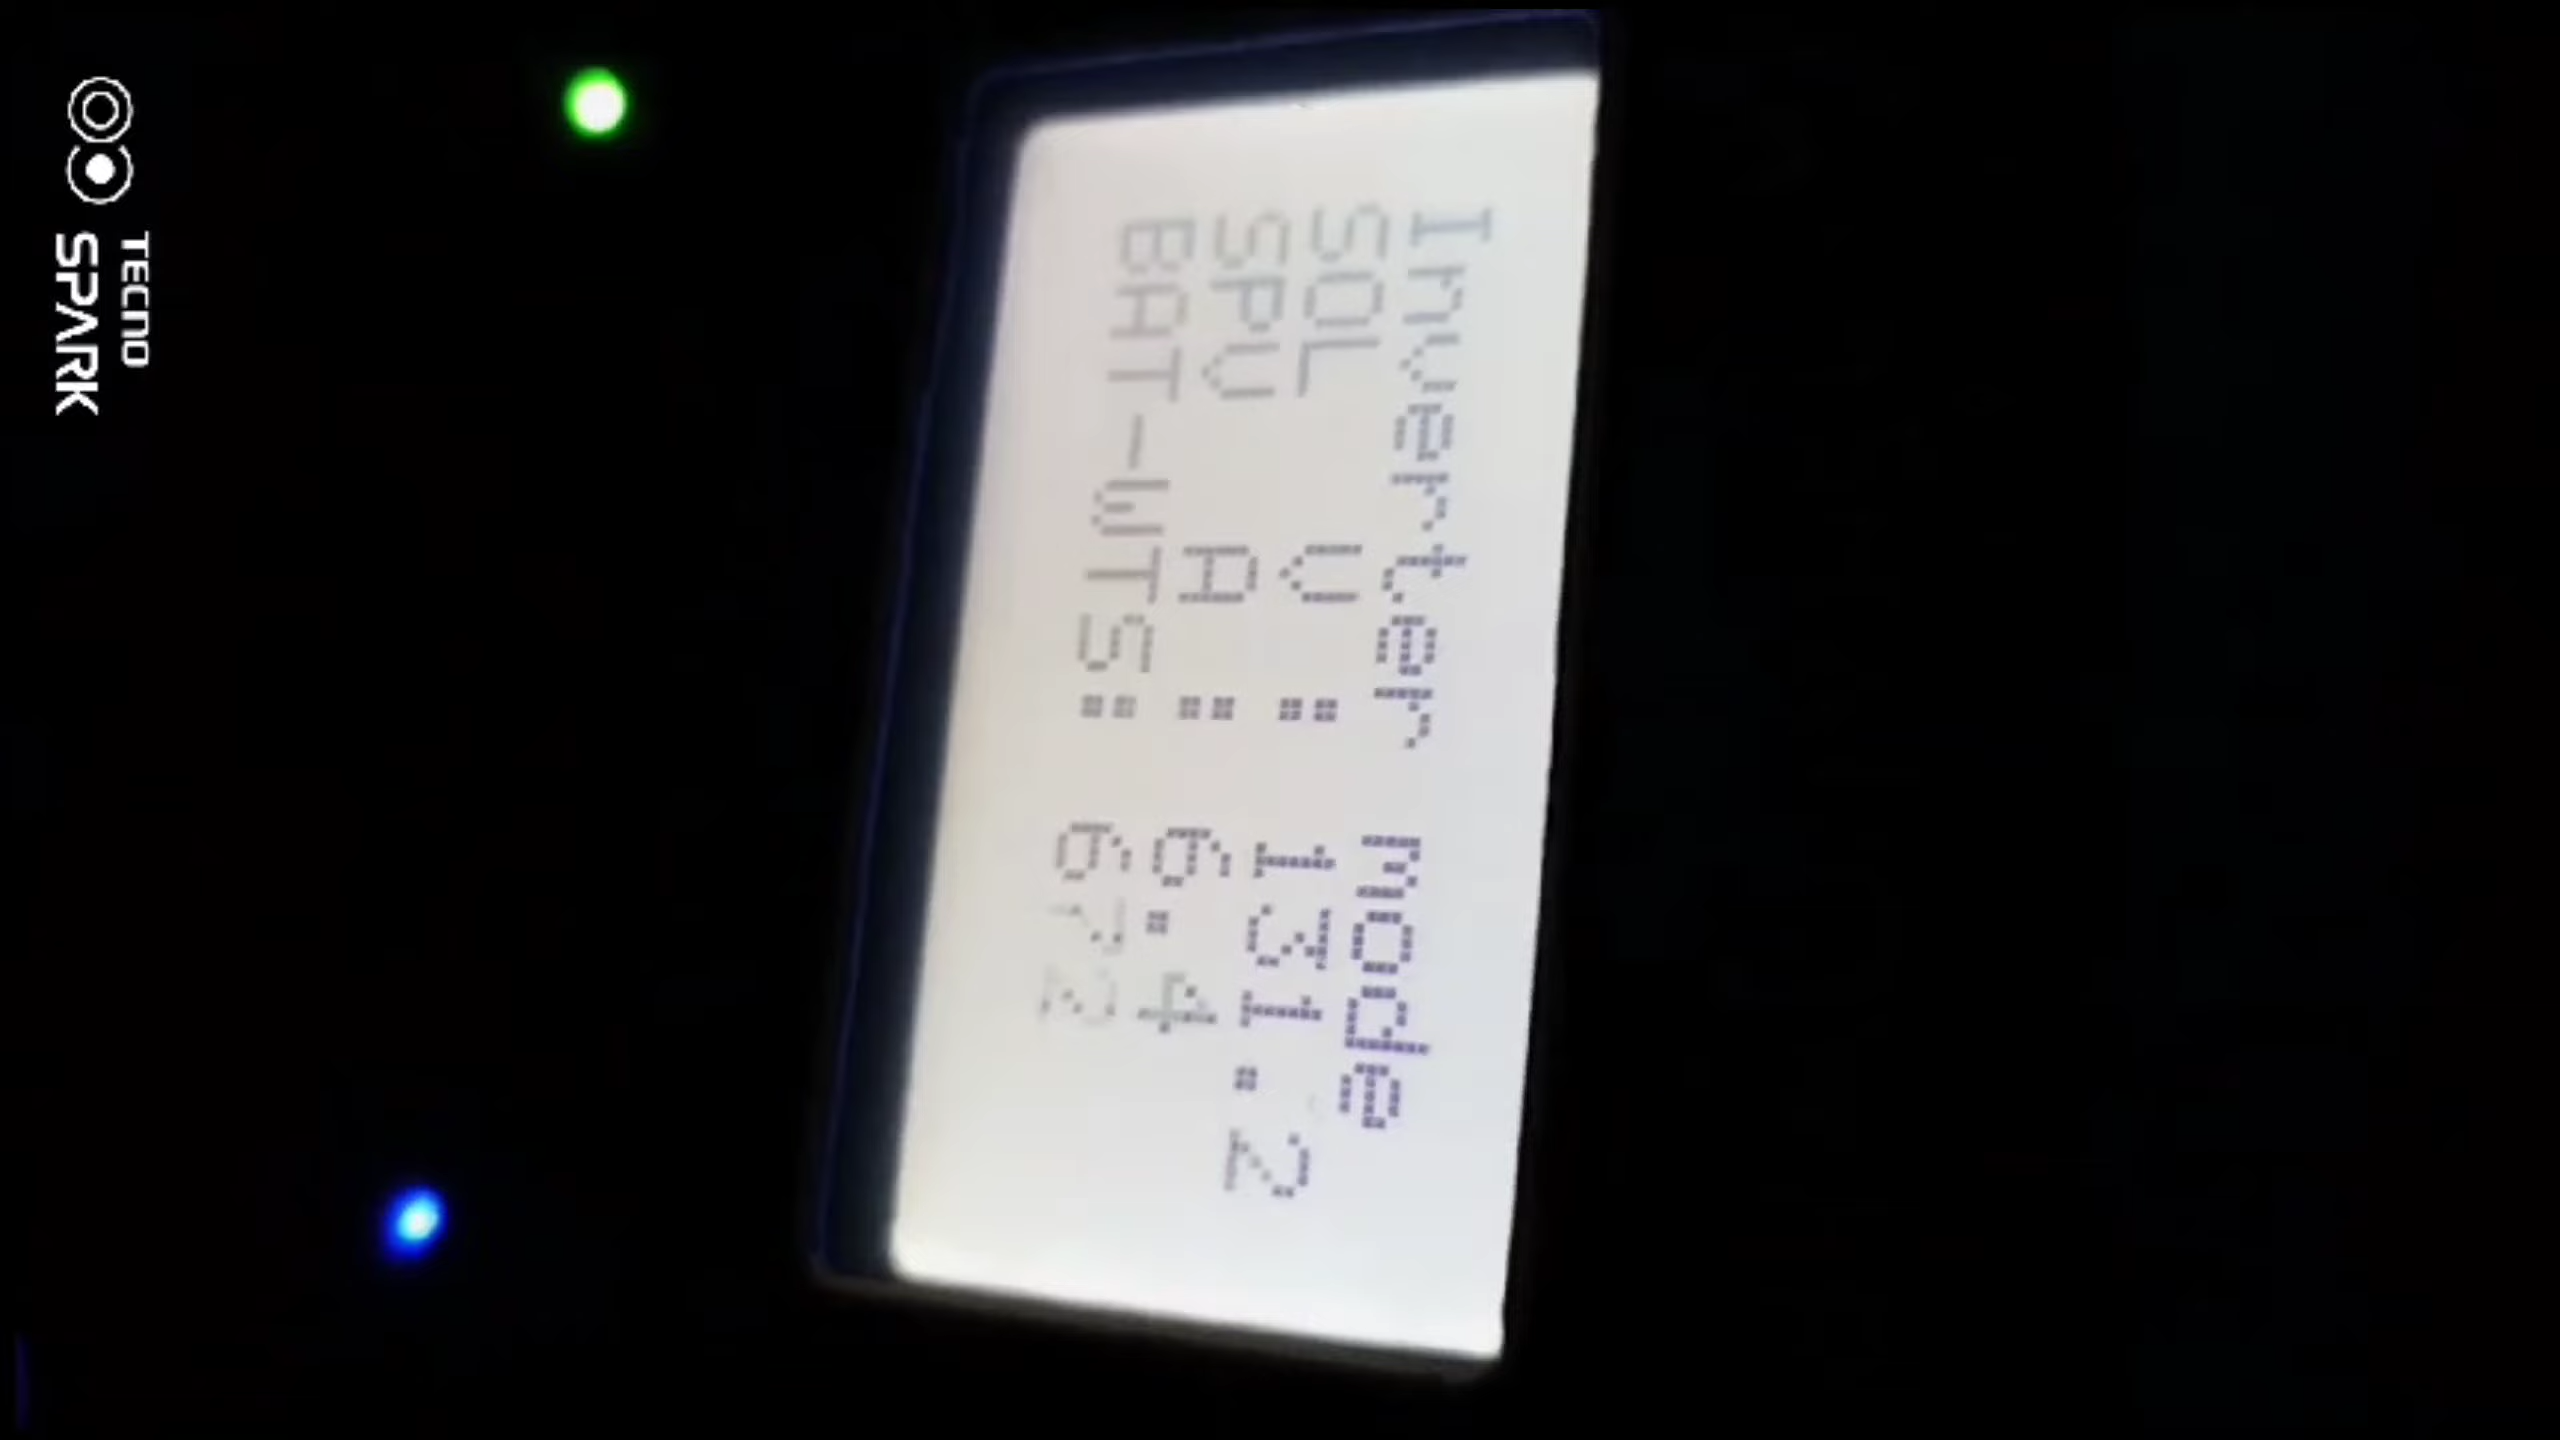 Inverter Mode
SOL V : 131.2
SPV A : 6.4
BAT-WTS: 672
TECNO
SPARK